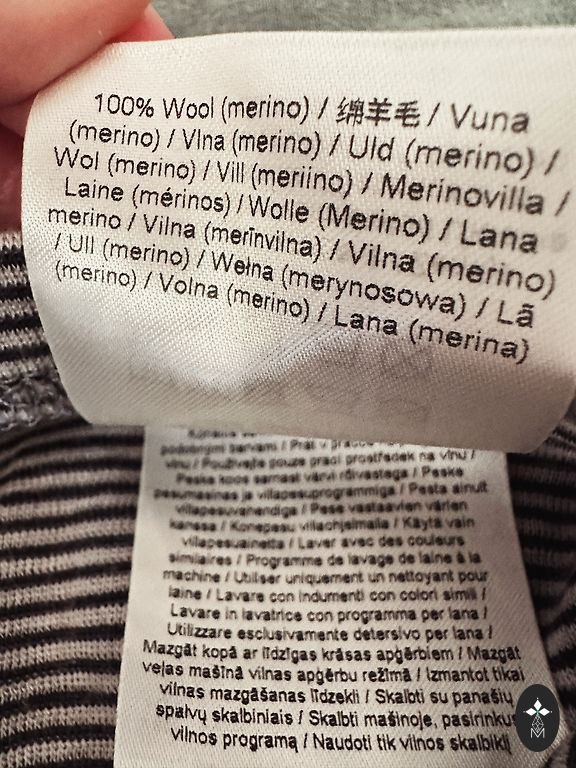 100% Wool (merino) / 绵羊毛 / Vuna
(merino) / Vlna (merino) / Uld (merino) /
Wol (merino) / Vill (meriino) / Merinovilla /
Laine (mérinos) / Wolle (Merino) / Lana
merino / Vilna (merīnvilna) / Vilna (merino)
/ Ull (merino) / Wełna (merynosowa) / Lã
(merino) / Volna (merino) / Lana (merina)
podobnými barvami / Prát v
vlnu / Používejte pouze prací prostředek na vlnu /
Peske koos sarnast värvi rõivastega / Peske
pesumasinas ja villapesuprogrammiga / Pesta ainult
villapesuvahendiga / Pese vastaavien värien
kanssa / Konepesu villaohjelmalla / Käytä vain
villapesuainetta / Laver avec des couleurs
similaires / Programme de lavage de laine à la
machine / Utiliser uniquement un nettoyant pour
laine / Lavare con indumenti con colori simili /
Lavare in lavatrice con programma per lana /
Utilizzare esclusivamente detersivo per lana /
Mazgāt kopā ar līdzīgas krāsas apģērbiem / Mazgāt
veļas mašīnā vilnas apģērbu režīmā / Izmantot tikai
vilnas mazgāšanas līdzekli / Skalbti su panašių
spalvų skalbiniais / Skalbti mašinoje, pasirinkus
vilnos programą / Naudoti tik vilnos skalbiklį
M